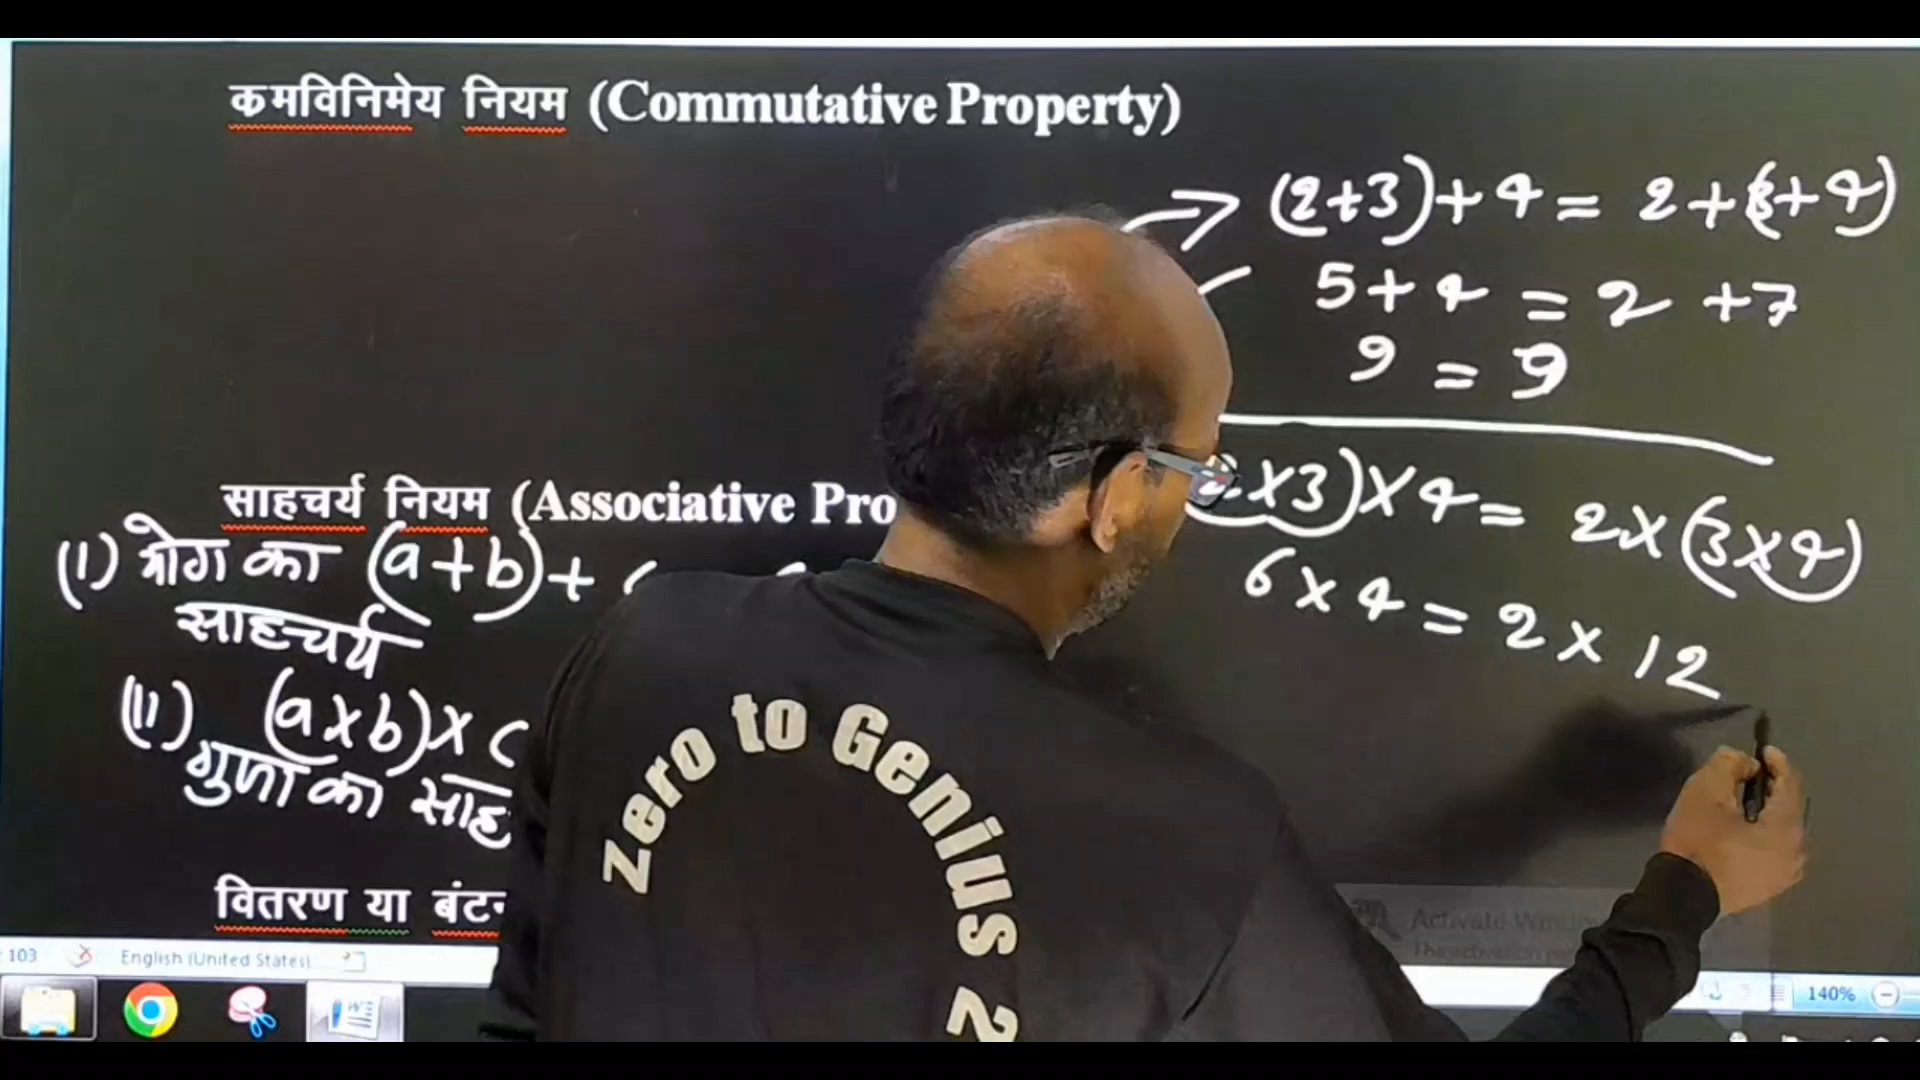 क्रमविनिमेय नियम (Commutative Property)
(2+3)+4 = 2+(3+4)
5+4 = 2 +7
9 = 9
साहचर्य नियम (Associative Pro
(I) योग का (a+b)+
साहचर्य
(II) (a×b)× c
गुणा का साह
×3)×4 = 2×(3×4)
6×4 = 2 × 12
वितरण या
Zero to Genius 2
Activate
103 English (United States)
140%